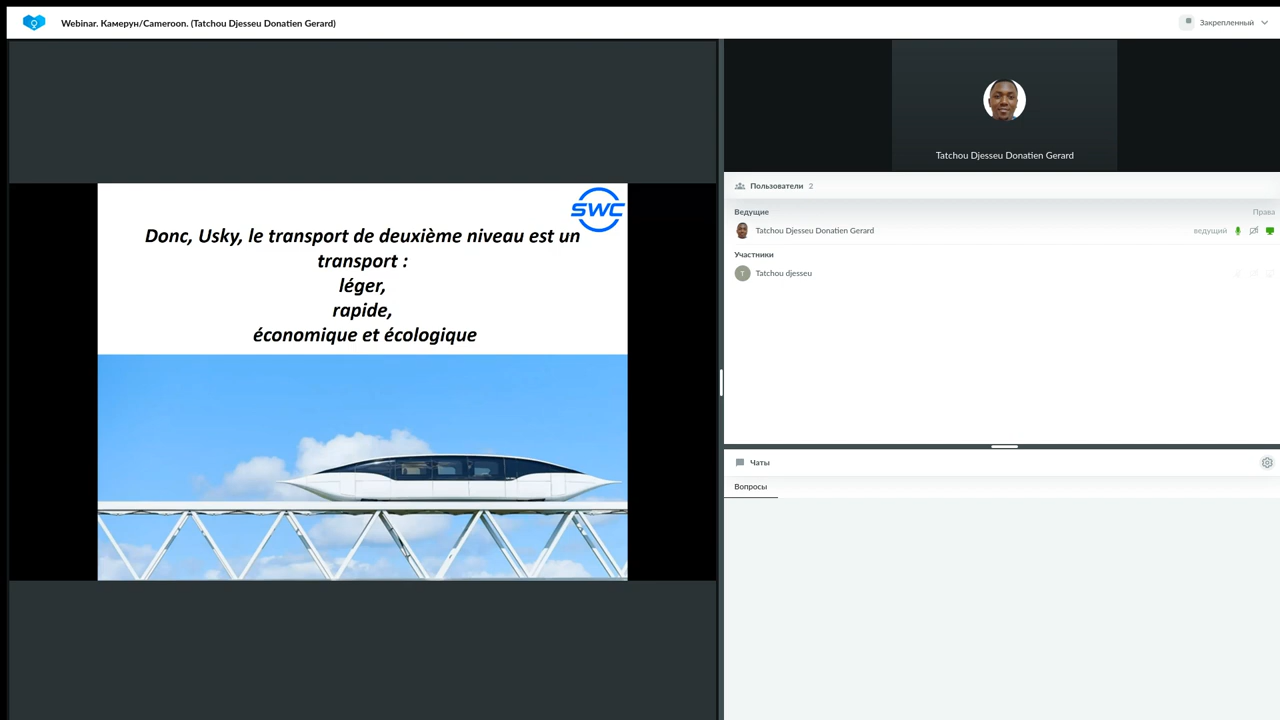 Webinar. Камерун/Cameroon. (Tatchou Djesseu Donatien Gerard)
Закрепленный
SWC
Donc, Usky, le transport de deuxième niveau est un
transport :
léger,
rapide,
économique et écologique
Tatchou Djesseu Donatien Gerard
Пользователи 2
Ведущие Права
Tatchou Djesseu Donatien Gerard ведущий
Участники
T Tatchou djesseu
Чаты
Вопросы